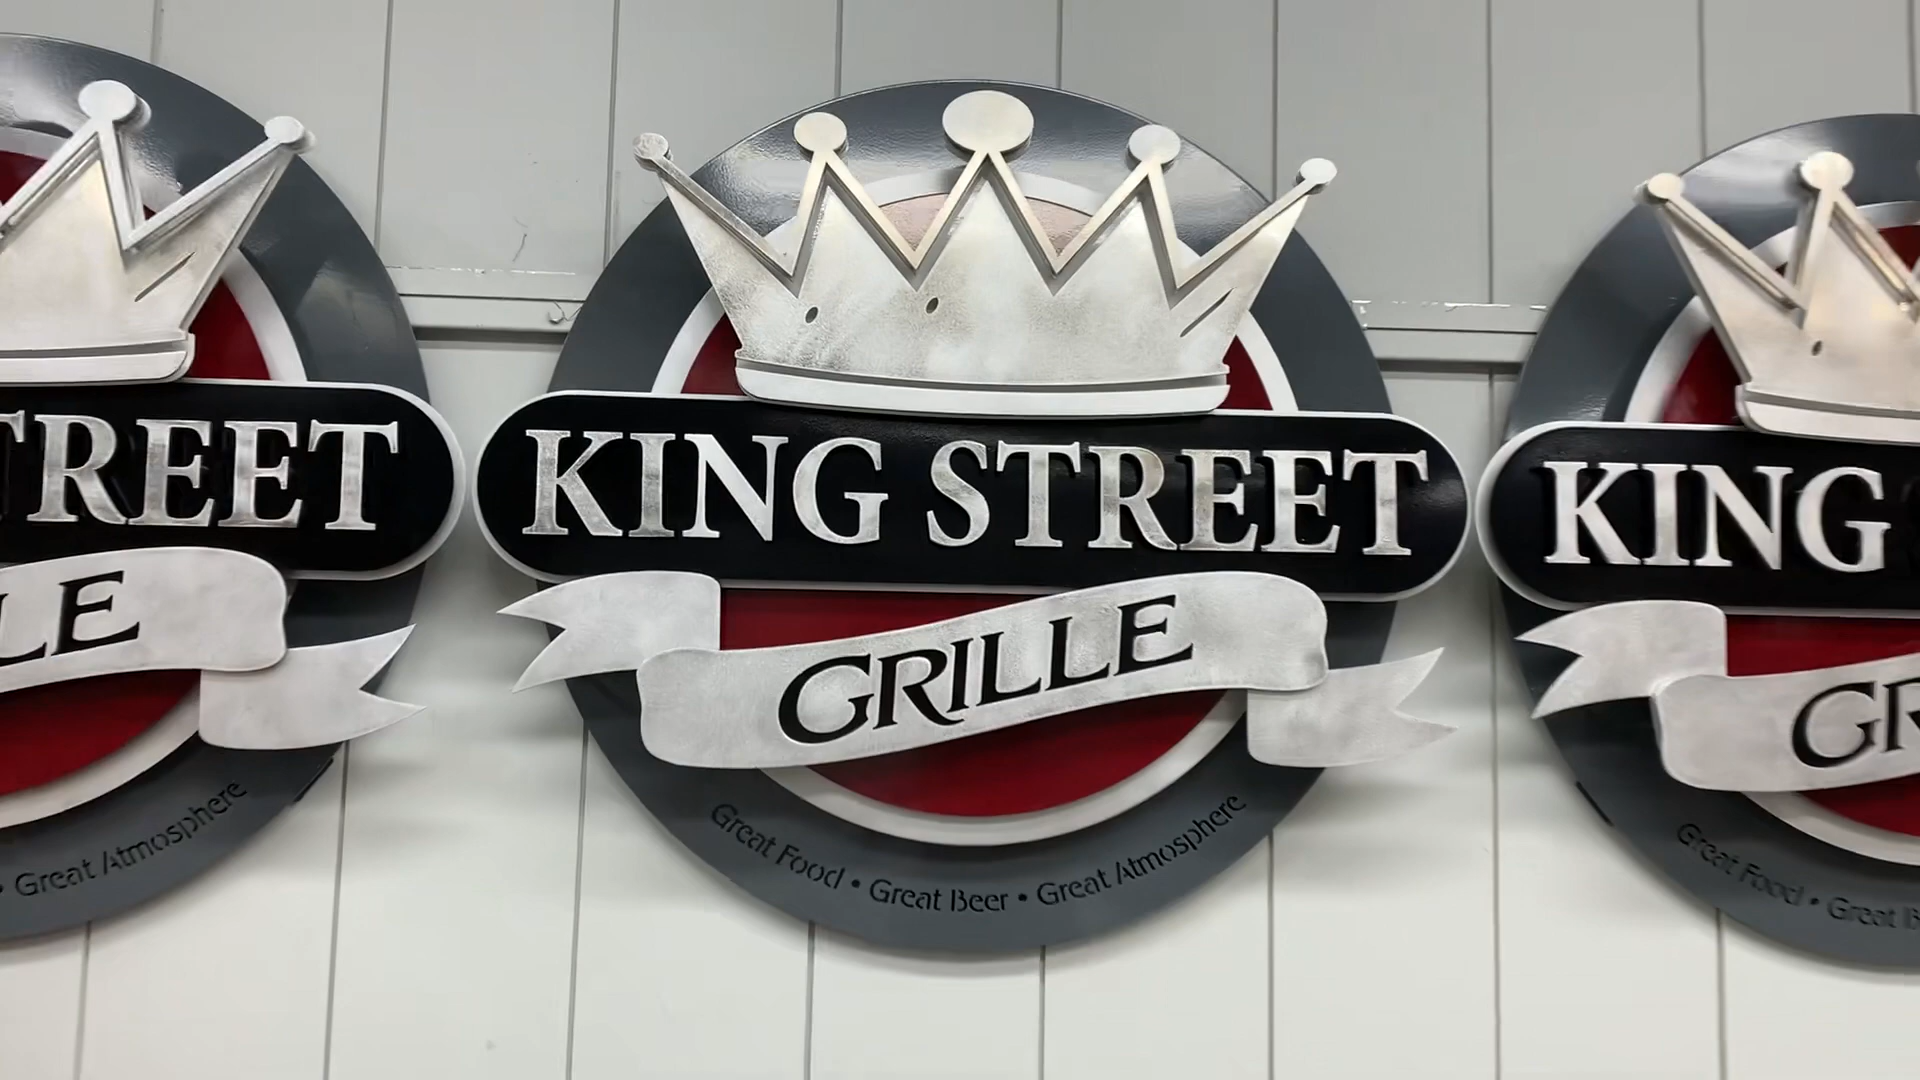 TREET
LE
• Great Atmosphere
KING STREET
GRILLE
Great Food • Great Beer • Great Atmosphere
KING
GR
Great Food • Great B